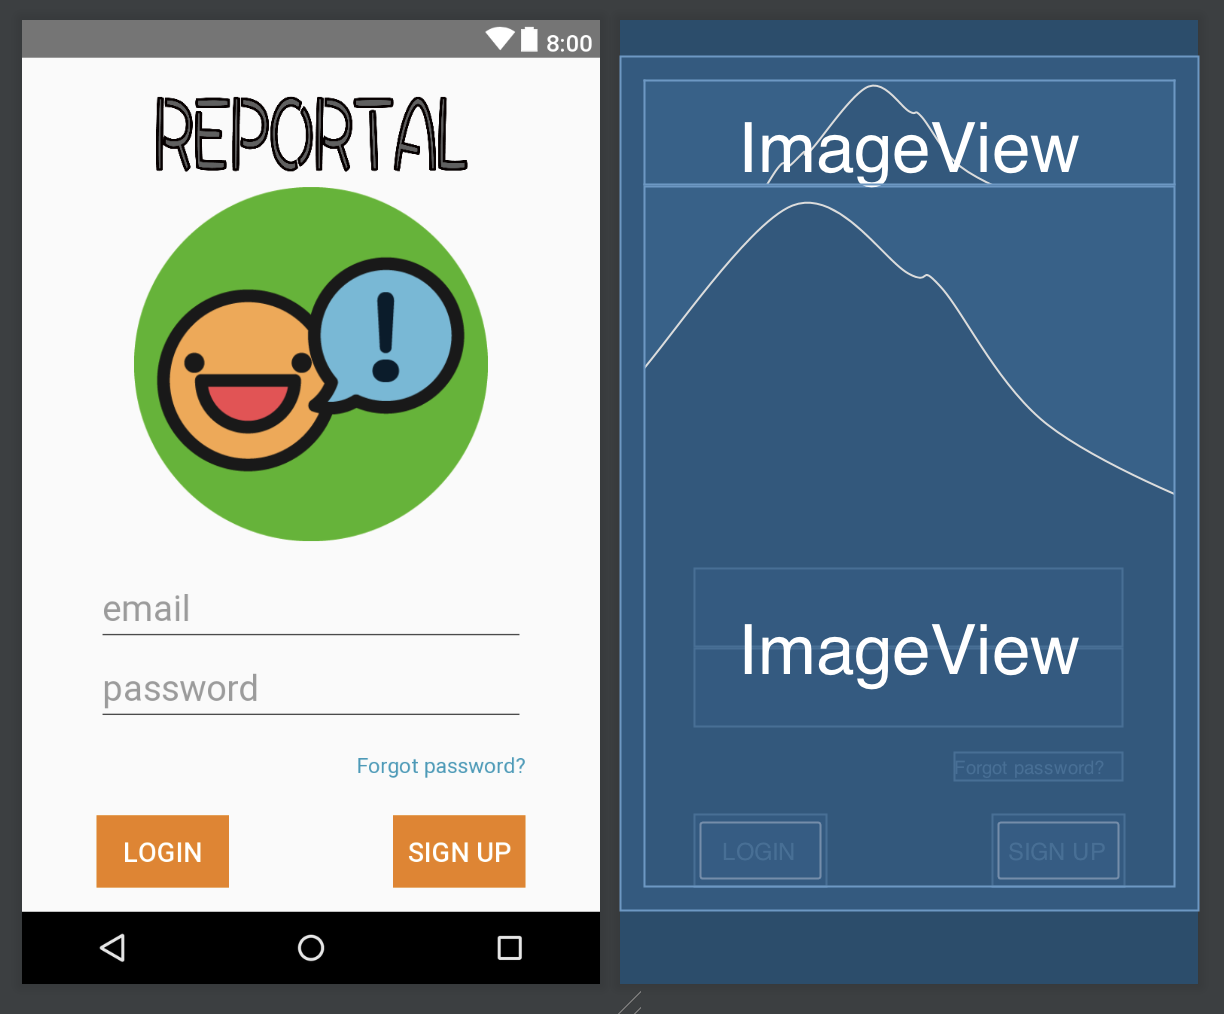 8:00
REPORTAL
!
email
password
Forgot password?
LOGIN
SIGN UP
ImageView
ImageView
Forgot password?
LOGIN
SIGN UP